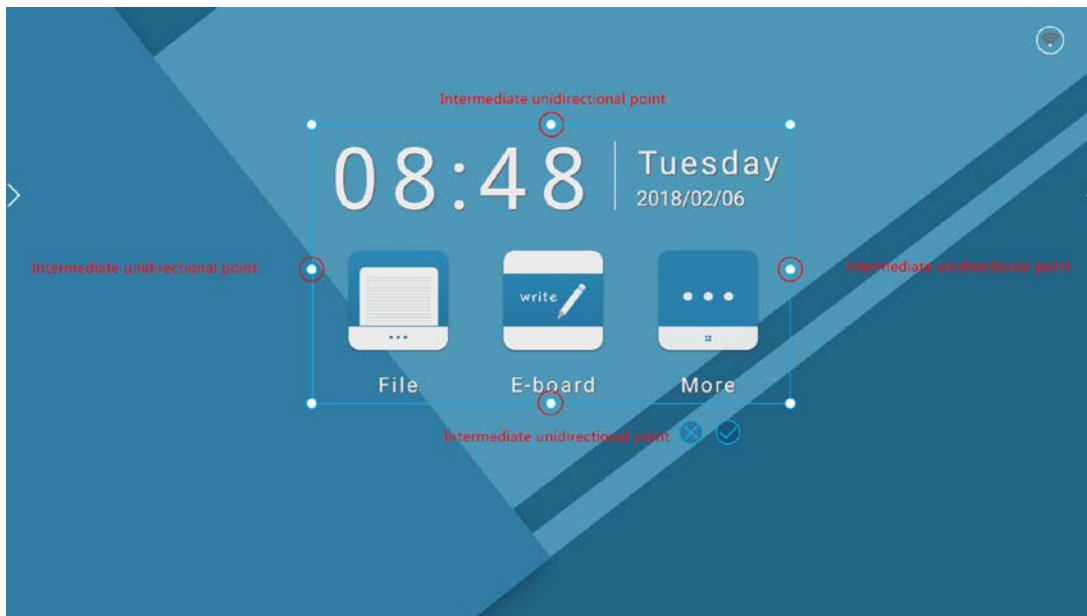 Intermediate unidirectional point
08:48
Tuesday
2018/02/06
Intermediate unidirectional point
Intermediate unidirectional point
write
File
E-board
More
Intermediate unidirectional point